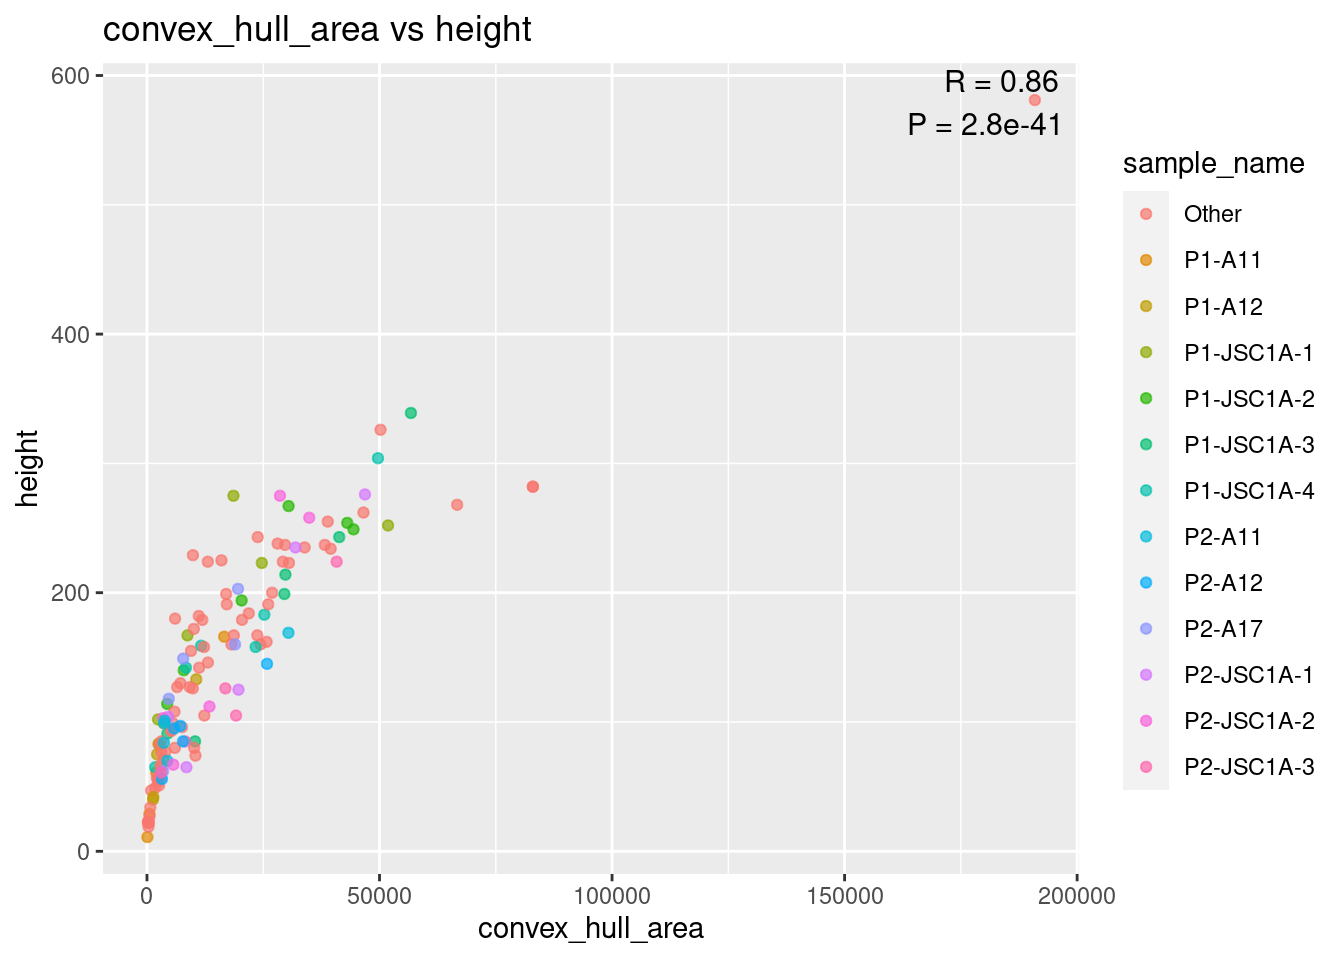 convex_hull_area vs height
R = 0.86
P = 2.8e-41
600
400
200
0
height
0
50000
100000
150000
200000
convex_hull_area
sample_name
Other
P1-A11
P1-A12
P1-JSC1A-1
P1-JSC1A-2
P1-JSC1A-3
P1-JSC1A-4
P2-A11
P2-A12
P2-A17
P2-JSC1A-1
P2-JSC1A-2
P2-JSC1A-3